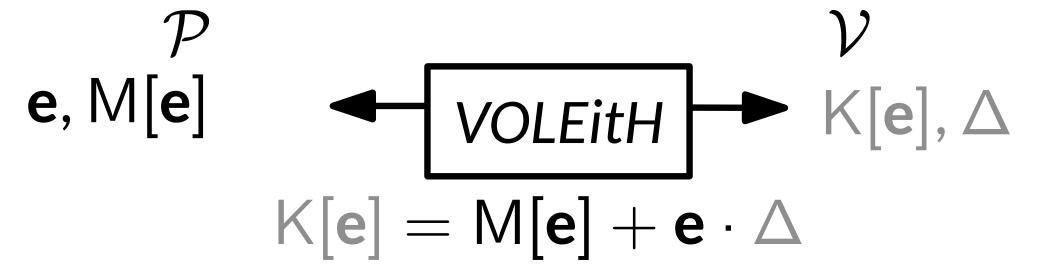 𝒫 𝒱
e, M[e] VOLEitH K[e], Δ
K[e] = M[e] + e · Δ